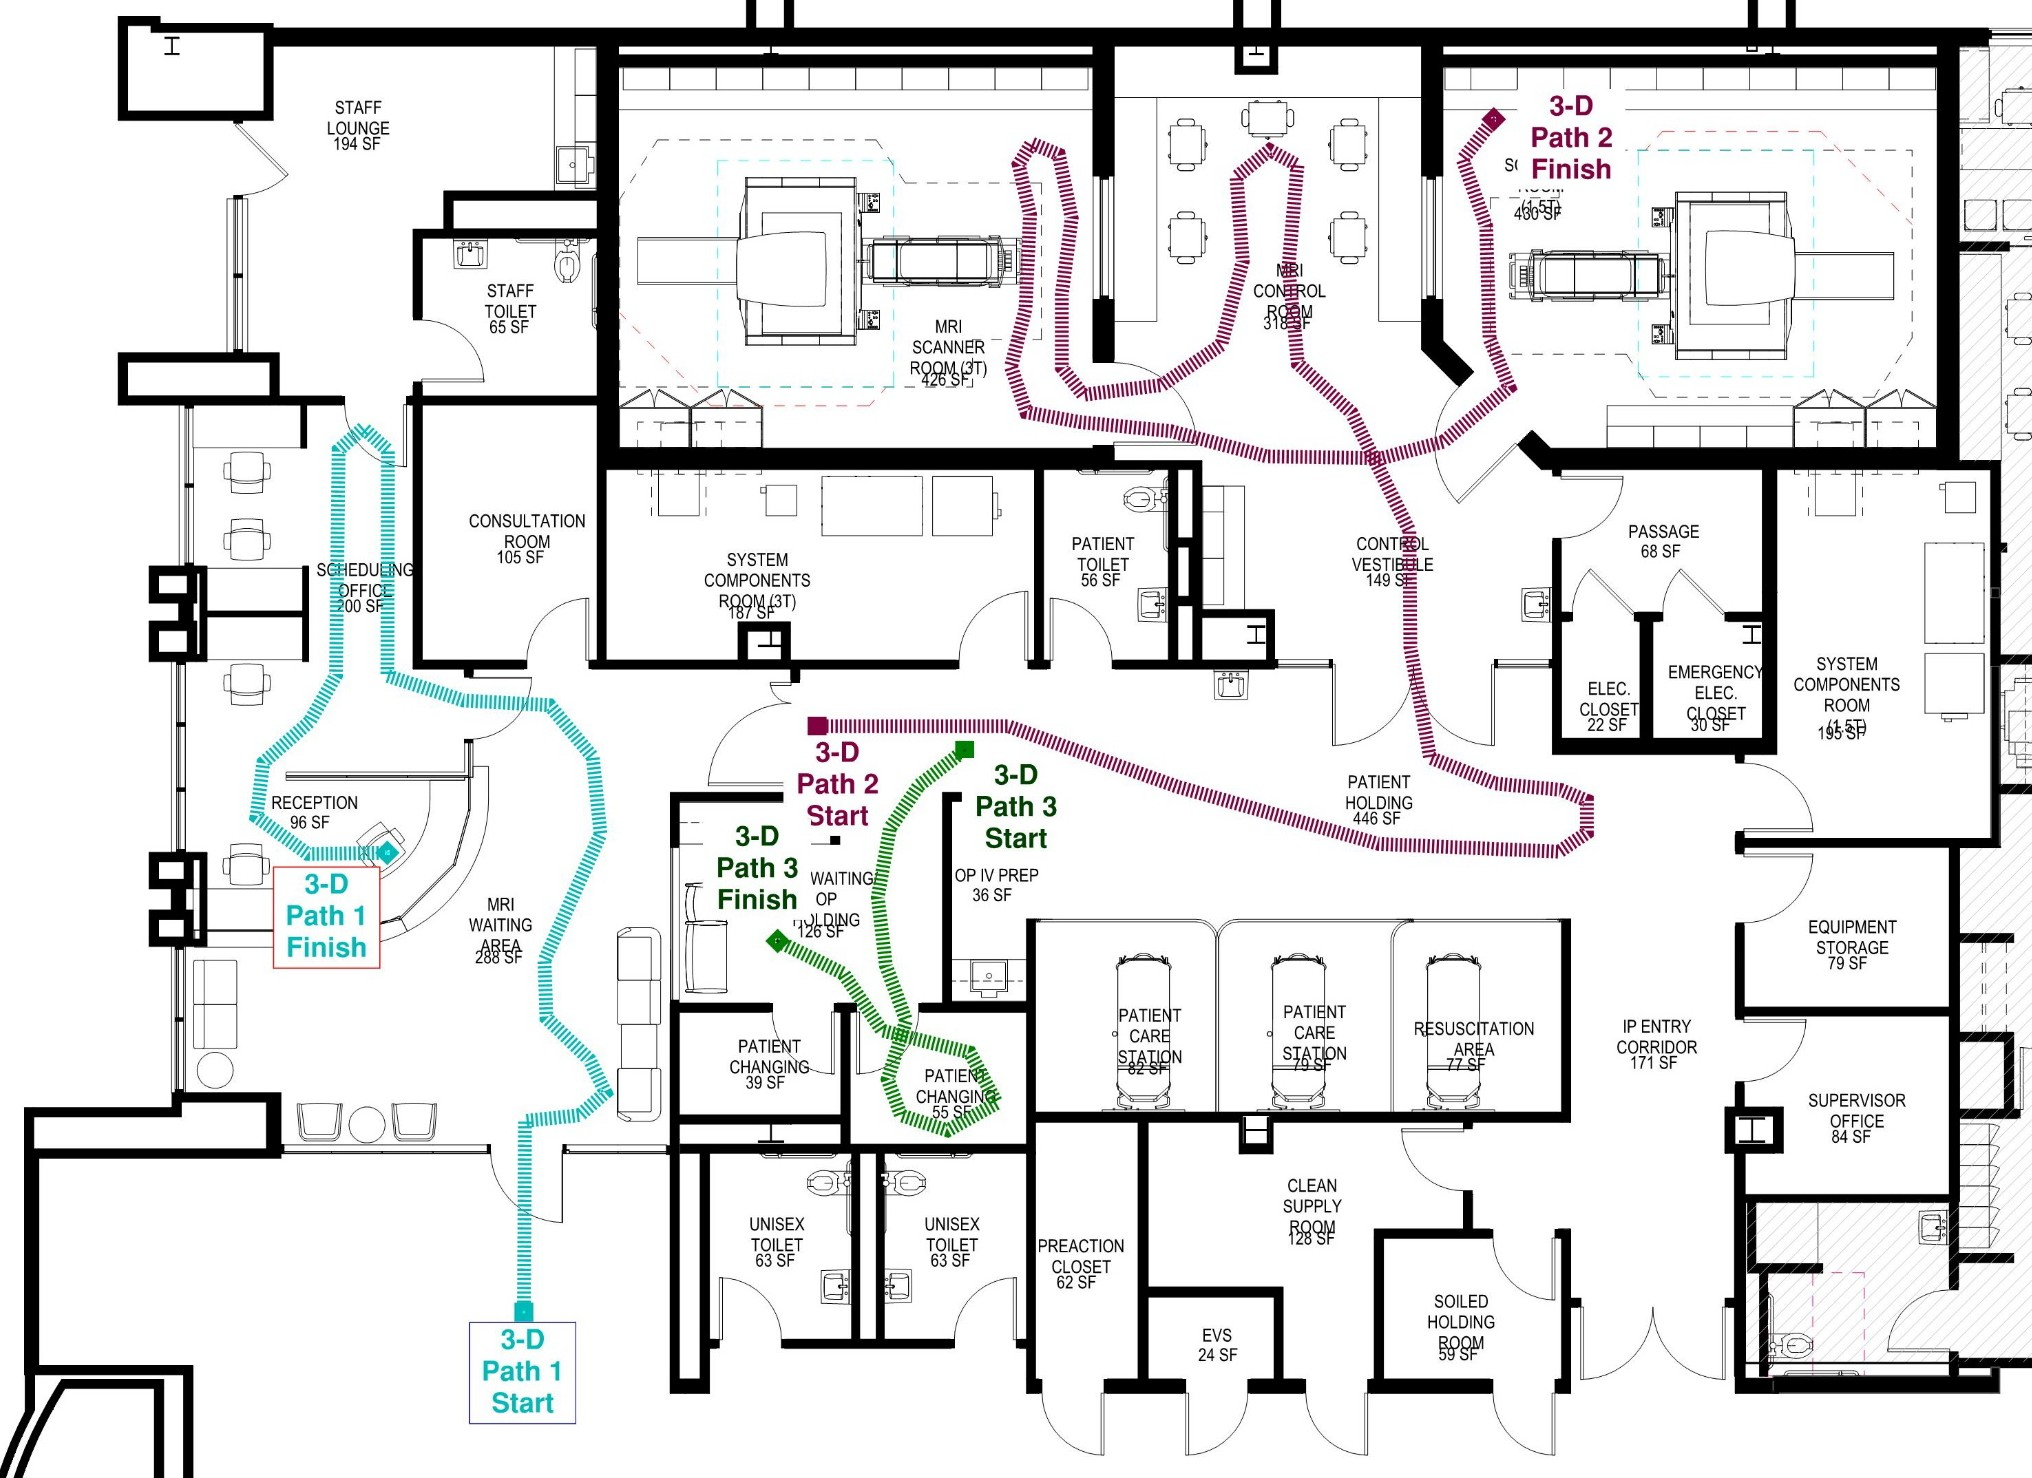 STAFF
LOUNGE
194 SF
3-D
Path 2
Finish
(1.5T)
430 SF
STAFF
TOILET
65 SF
MRI
SCANNER
ROOM (3T)
426 SF
MRI
CONTROL
ROOM
318 SF
CONSULTATION
ROOM
105 SF
SCHEDULING
OFFICE
200 SF
SYSTEM
COMPONENTS
ROOM (3T)
187 SF
PATIENT
TOILET
56 SF
CONTROL
VESTIBULE
149 SF
PASSAGE
68 SF
ELEC.
CLOSET
22 SF
EMERGENCY
ELEC.
CLOSET
30 SF
SYSTEM
COMPONENTS
ROOM
(1.5T)
195 SF
3-D
Path 2
Start
3-D
Path 3
Start
PATIENT
HOLDING
446 SF
RECEPTION
96 SF
3-D
Path 3
Finish
WAITING
OP
126 SF
OP IV PREP
36 SF
3-D
Path 1
Finish
MRI
WAITING
AREA
288 SF
EQUIPMENT
STORAGE
79 SF
PATIENT
CHANGING
39 SF
PATIENT
CHANGING
55 SF
PATIENT
CARE
STATION
82 SF
PATIENT
CARE
STATION
79 SF
RESUSCITATION
AREA
77 SF
IP ENTRY
CORRIDOR
171 SF
SUPERVISOR
OFFICE
84 SF
UNISEX
TOILET
63 SF
UNISEX
TOILET
63 SF
PREACTION
CLOSET
62 SF
CLEAN
SUPPLY
ROOM
128 SF
EVS
24 SF
SOILED
HOLDING
ROOM
59 SF
3-D
Path 1
Start